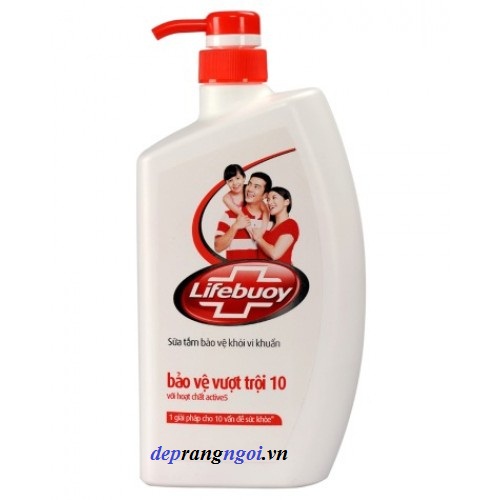 Lifebuoy
Sữa tắm bảo vệ khỏi vi khuẩn
bảo vệ vượt trội 10
với hoạt chất active5
1 giải pháp cho 10 vấn đề sức khỏe*
deprangngoi.vn